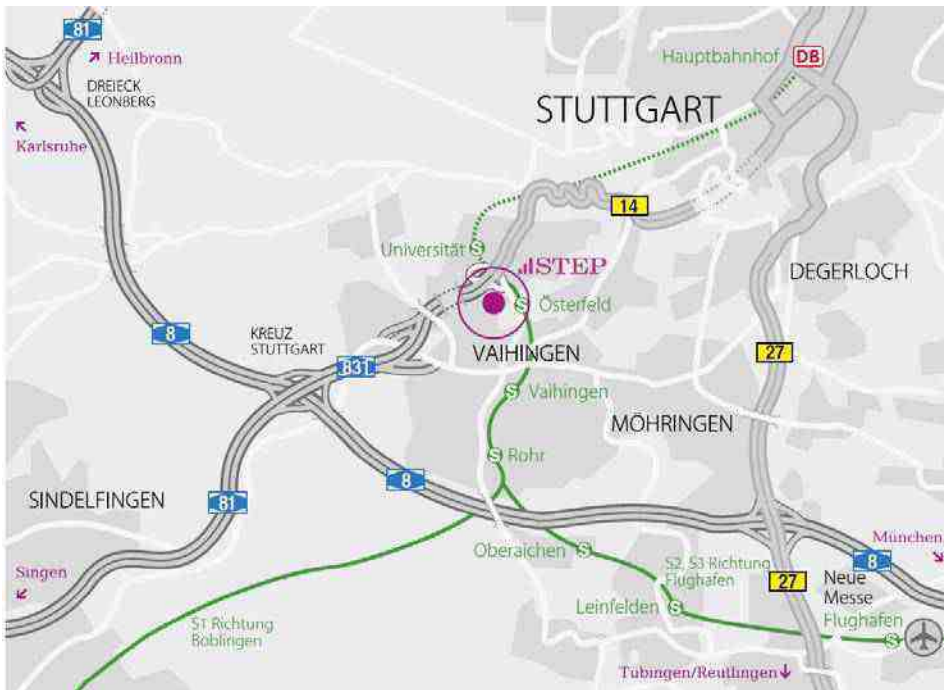 81
Heilbronn
DREIECK
LEONBERG
Karlsruhe
Hauptbahnhof DB
STUTTGART
14
Universität S
STEP
S Österfeld
DEGERLOCH
8
KREUZ
STUTTGART
831
VAIHINGEN
27
S Vaihingen
MÖHRINGEN
S Rohr
8
SINDELFINGEN
81
Oberaichen S
München
8
Singen
S2, S3 Richtung
Flughafen
27
Neue
Messe
Flughafen
S
Leinfelden S
S1 Richtung
Böblingen
Tübingen/Reutlingen